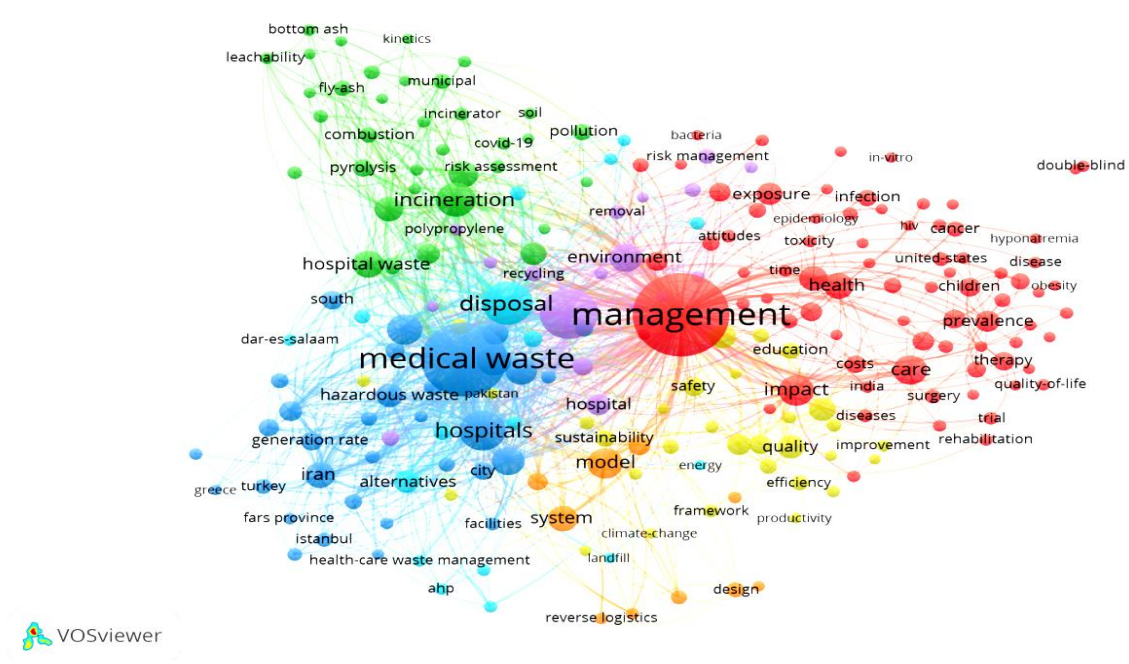 bottom ash
kinetics
leachability
fly-ash
municipal
incinerator
soil
combustion
covid-19
pollution
bacteria
pyrolysis
risk assessment
risk management
in-vitro
double-blind
incineration
exposure
infection
removal
epidemiology
polypropylene
attitudes
toxicity
hiv
cancer
hyponatremia
hospital waste
recycling
environment
time
united-states
disease
south
disposal
health
children
obesity
management
prevalence
dar-es-salaam
medical waste
education
costs
care
therapy
hazardous waste
pakistan
safety
impact
india
surgery
quality-of-life
hospital
diseases
trial
generation rate
hospitals
sustainability
quality
improvement
rehabilitation
iran
city
model
energy
greece
turkey
alternatives
efficiency
fars province
facilities
system
framework
productivity
istanbul
climate-change
health-care waste management
landfill
ahp
design
reverse logistics
VOSviewer